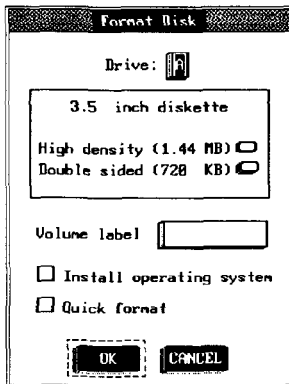 Format Disk
Drive: A
3.5 inch diskette
High density (1.44 MB)
Double sided (720 KB)
Volume label
Install operating system
Quick format
OK CANCEL